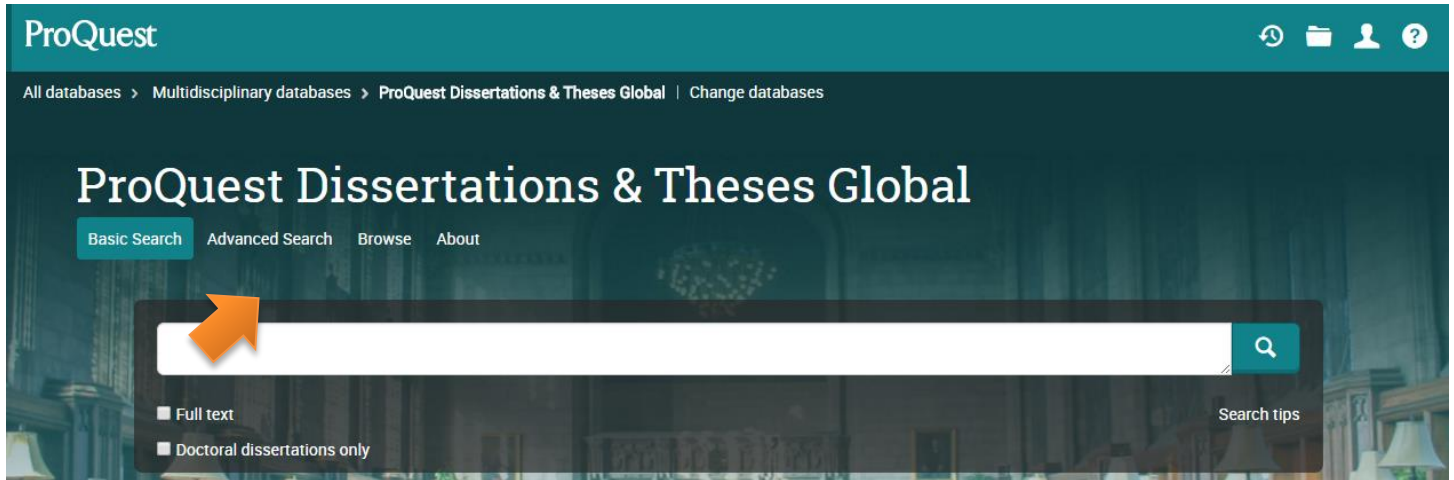 ProQuest
All databases > Multidisciplinary databases > ProQuest Dissertations & Theses Global | Change databases
ProQuest Dissertations & Theses Global
Basic Search Advanced Search Browse About
Full text Search tips
Doctoral dissertations only